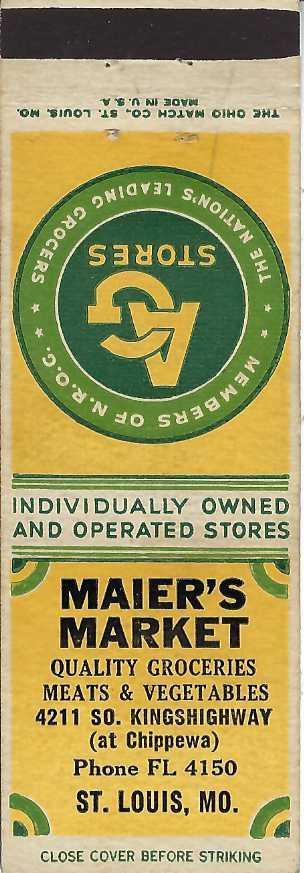 THE OHIO MATCH CO., ST. LOUIS, MO.
MADE IN U.S.A.
THE NATION'S LEADING GROCERS
★ MEMBERS OF N.R.O.G. ★
AG
STORES
INDIVIDUALLY OWNED
AND OPERATED STORES
MAIER'S
MARKET
QUALITY GROCERIES
MEATS & VEGETABLES
4211 SO. KINGSHIGHWAY
(at Chippewa)
Phone FL 4150
ST. LOUIS, MO.
CLOSE COVER BEFORE STRIKING